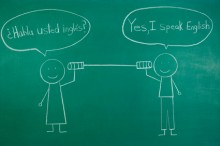 ¿Habla usted inglés?
Yes, I speak English